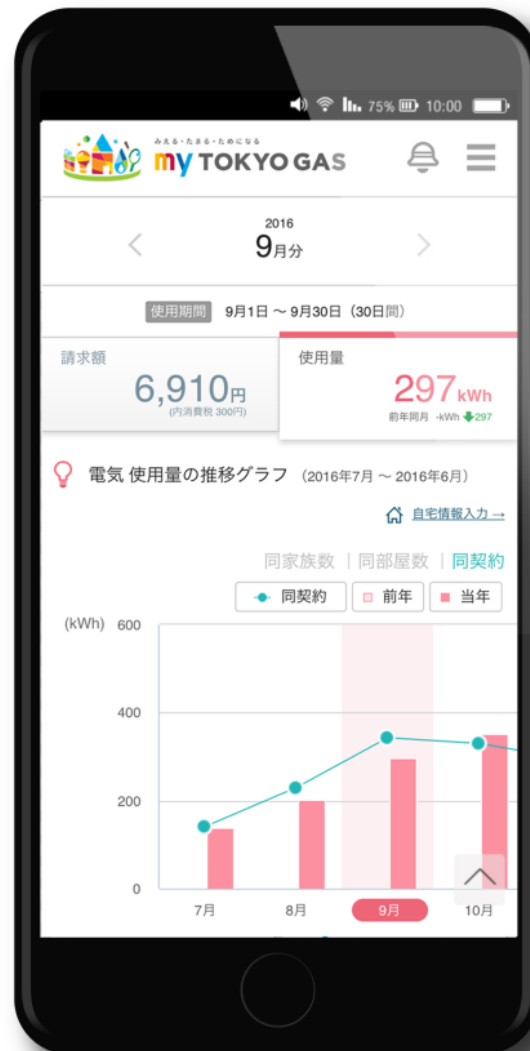 75% 10:00
みえる・たまる・ためになる
my TOKYO GAS
2016
9月分
使用期間 9月1日 ～ 9月30日（30日間）
請求額
6,910円
(内消費税 300円)
使用量
297kWh
前年同月 -kWh 297
電気 使用量の推移グラフ （2016年7月 ～ 2016年6月）
自宅情報入力→
同家族数 | 同部屋数 | 同契約
同契約 前年 当年
(kWh) 600
400
200
0
7月 8月 9月 10月